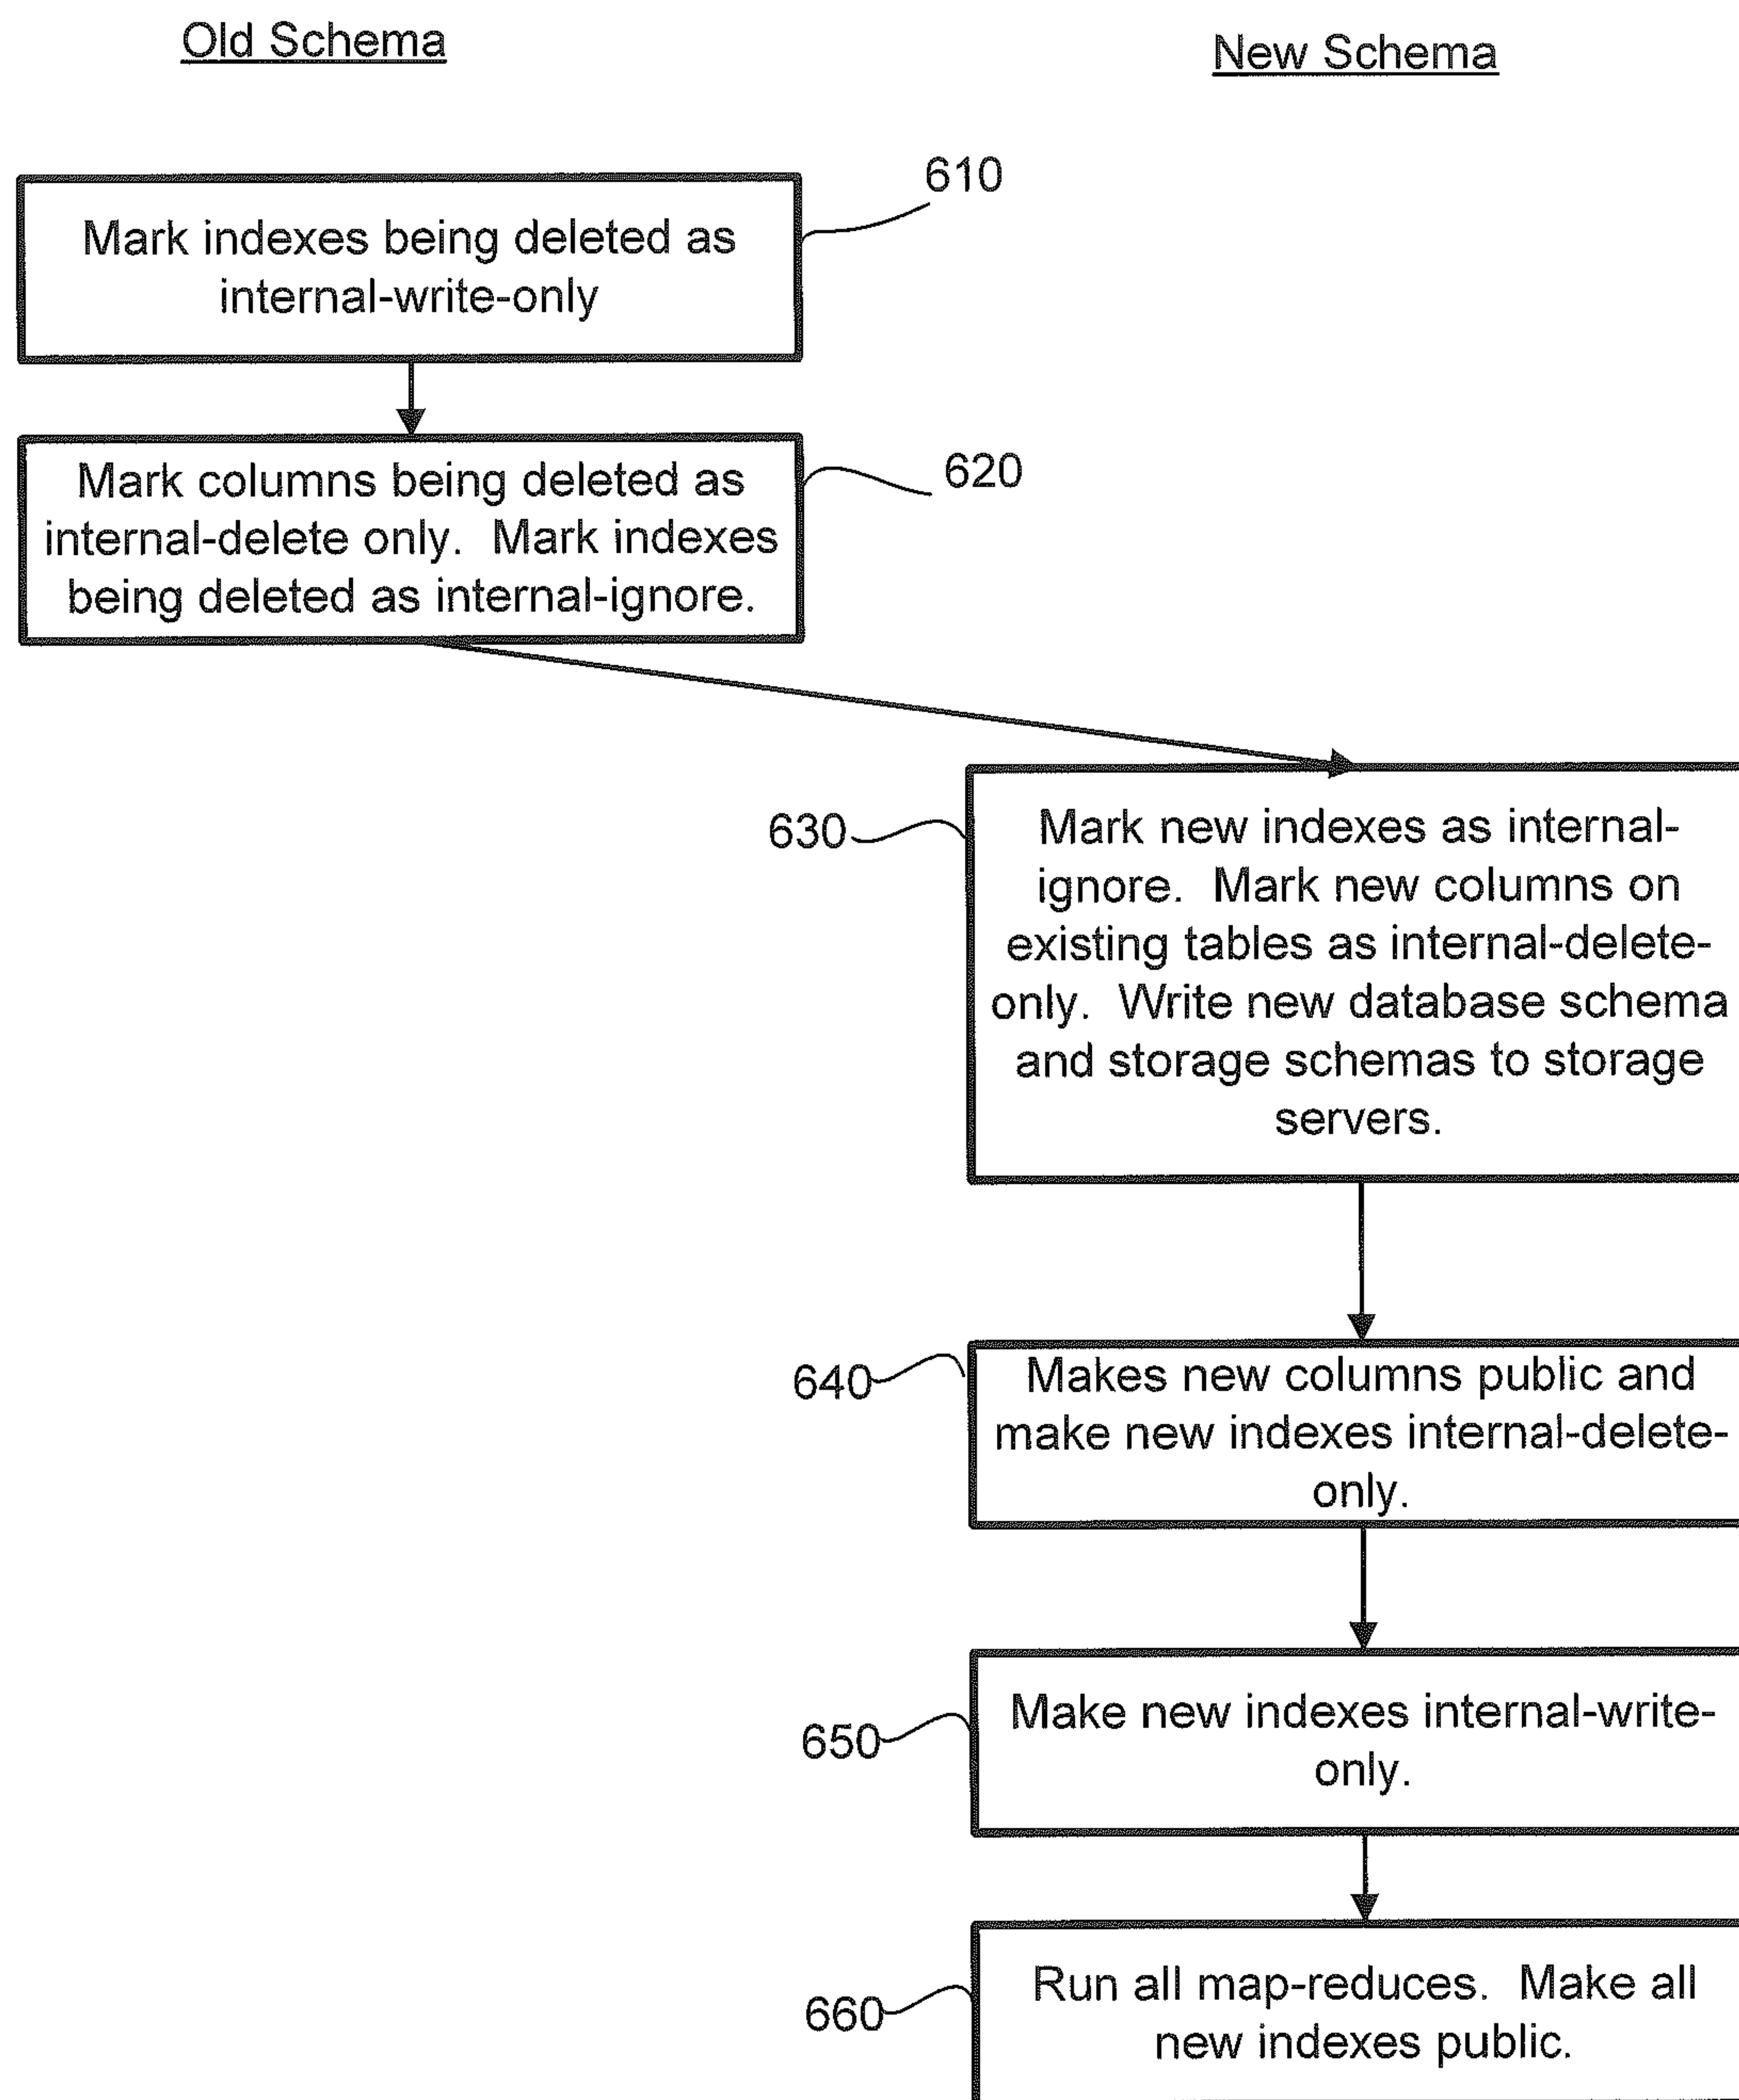 Old Schema
New Schema
610
Mark indexes being deleted as
internal-write-only
620
Mark columns being deleted as
internal-delete only.  Mark indexes
being deleted as internal-ignore.
630
Mark new indexes as internal-
ignore.  Mark new columns on
existing tables as internal-delete-
only.  Write new database schema
and storage schemas to storage
servers.
640
Makes new columns public and
make new indexes internal-delete-
only.
650
Make new indexes internal-write-
only.
660
Run all map-reduces.  Make all
new indexes public.